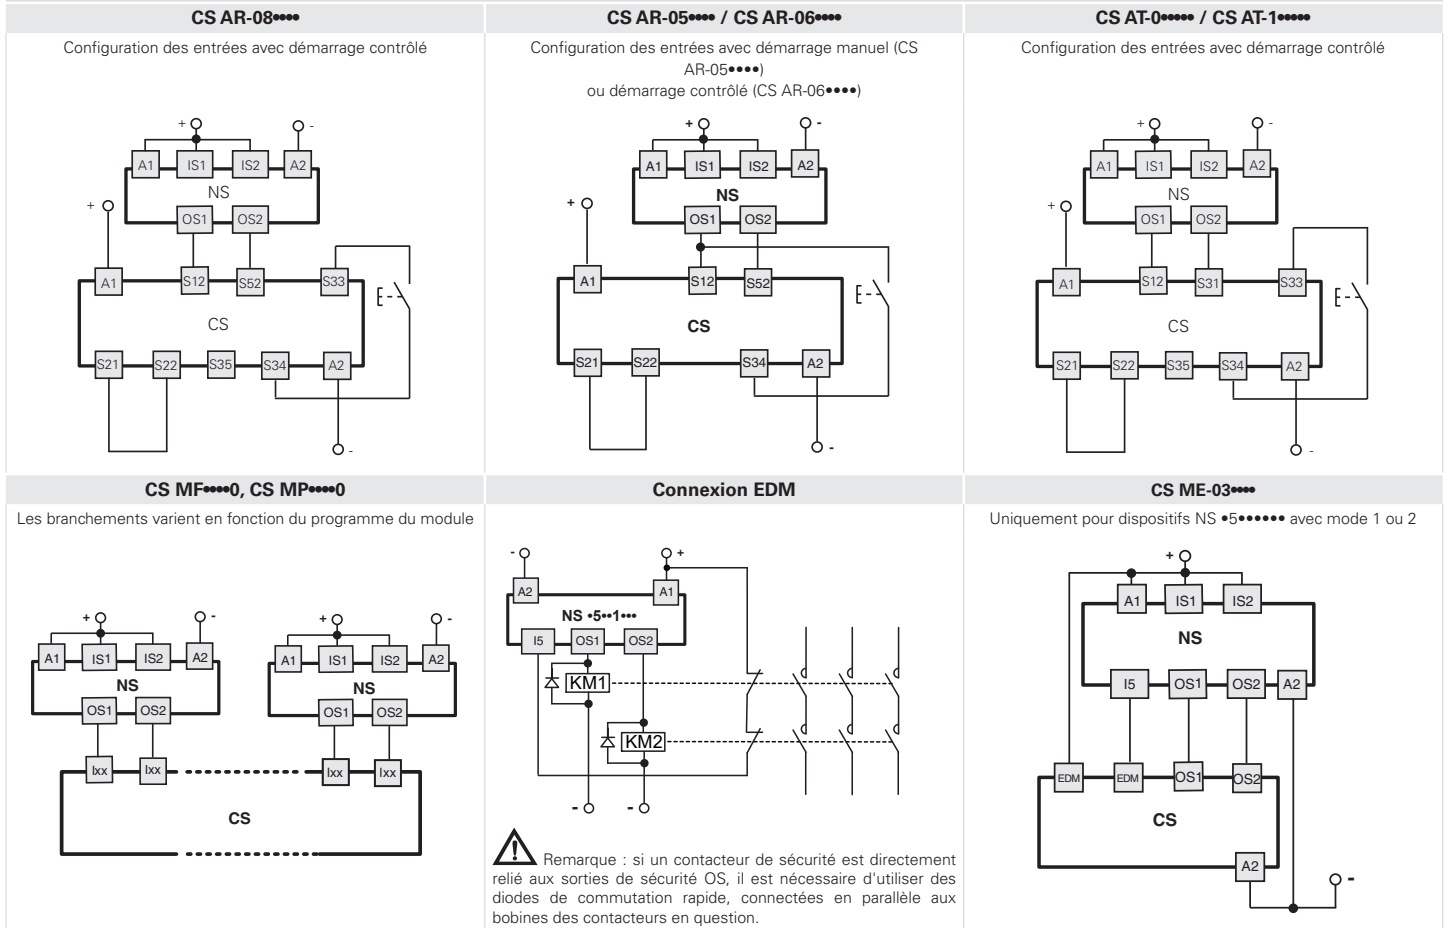 CS AR-08••••
Configuration des entrées avec démarrage contrôlé
+ -
A1 IS1 IS2 A2
NS
OS1 OS2
+
A1 S12 S52 S33
CS
S21 S22 S35 S34 A2
-
CS AR-05•••• / CS AR-06••••
Configuration des entrées avec démarrage manuel (CS
AR-05••••)
ou démarrage contrôlé (CS AR-06••••)
+ -
A1 IS1 IS2 A2
NS
OS1 OS2
+
A1 S12 S52
CS
S21 S22 S34 A2
-
CS AT-0••••• / CS AT-1•••••
Configuration des entrées avec démarrage contrôlé
+ -
A1 IS1 IS2 A2
NS
OS1 OS2
+
A1 S12 S31 S33
CS
S21 S22 S35 S34 A2
-
CS MF••••0, CS MP••••0
Les branchements varient en fonction du programme du module
+ - + -
A1 IS1 IS2 A2 A1 IS1 IS2 A2
NS NS
OS1 OS2 OS1 OS2
Ixx Ixx Ixx Ixx
CS
Connexion EDM
- +
A2 A1
NS •5••1•••
I5 OS1 OS2
KM1
KM2
- -
Remarque : si un contacteur de sécurité est directement
relié aux sorties de sécurité OS, il est nécessaire d'utiliser des
diodes de commutation rapide, connectées en parallèle aux
bobines des contacteurs en question.
CS ME-03••••
Uniquement pour dispositifs NS •5•••••• avec mode 1 ou 2
+
A1 IS1 IS2
NS
I5 OS1 OS2 A2
EDM EDM OS1 OS2
CS
A2
-